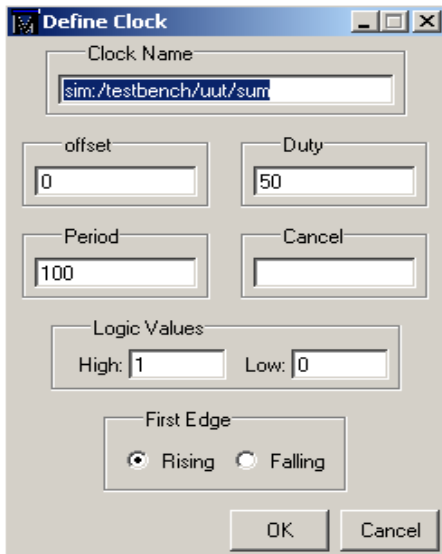 Define Clock
Clock Name
sim:/testbench/uut/sum
offset Duty
0 50
Period Cancel
100
Logic Values
High: 1 Low: 0
First Edge
Rising Falling
OK Cancel